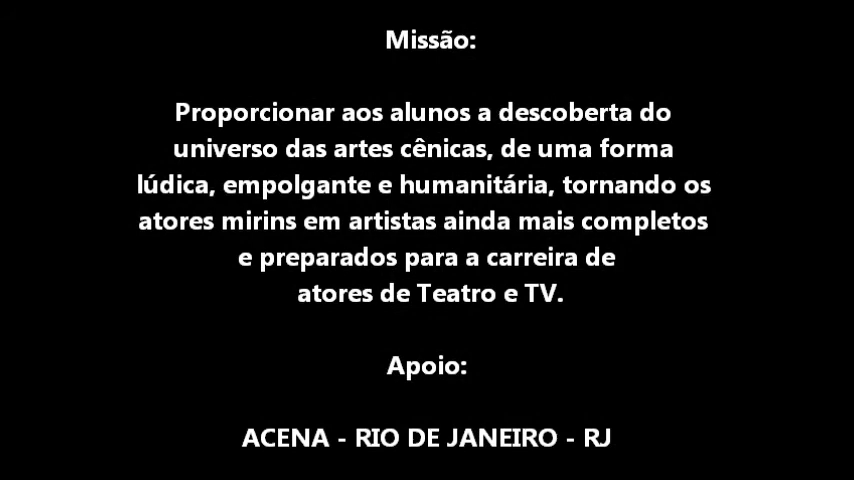 Missão:
Proporcionar aos alunos a descoberta do
universo das artes cênicas, de uma forma
lúdica, empolgante e humanitária, tornando os
atores mirins em artistas ainda mais completos
e preparados para a carreira de
atores de Teatro e TV.
Apoio:
ACENA - RIO DE JANEIRO - RJ